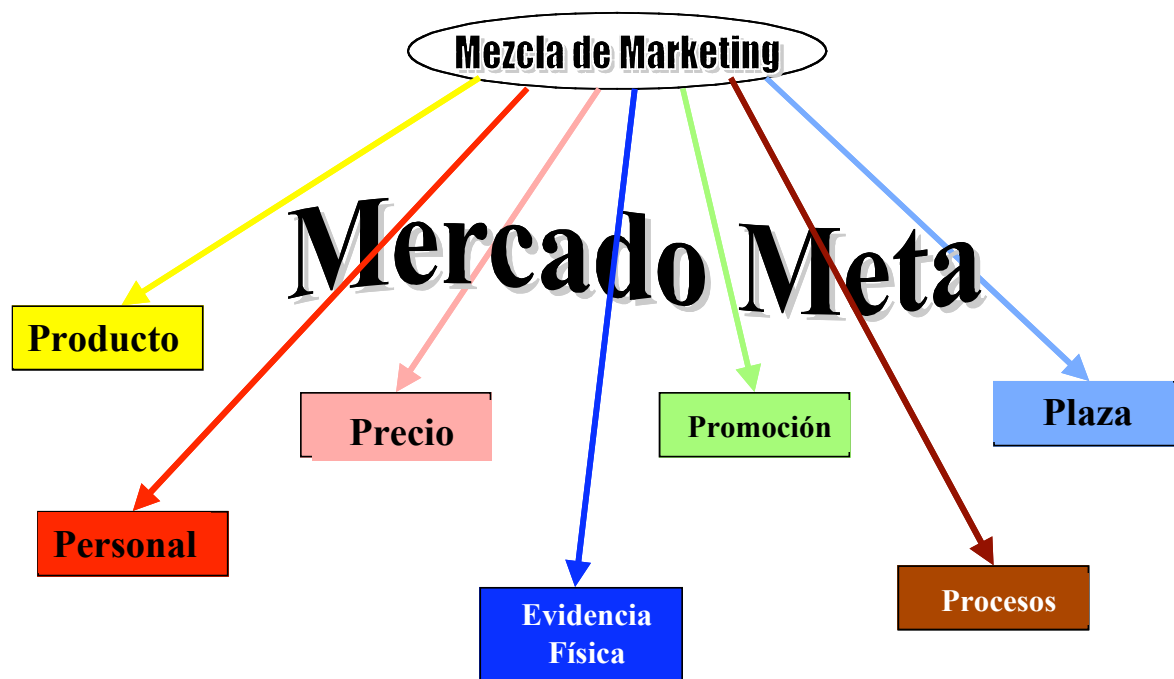 Mezcla de Marketing
Mercado Meta
Producto
Precio
Promoción
Plaza
Personal
Evidencia
Física
Procesos